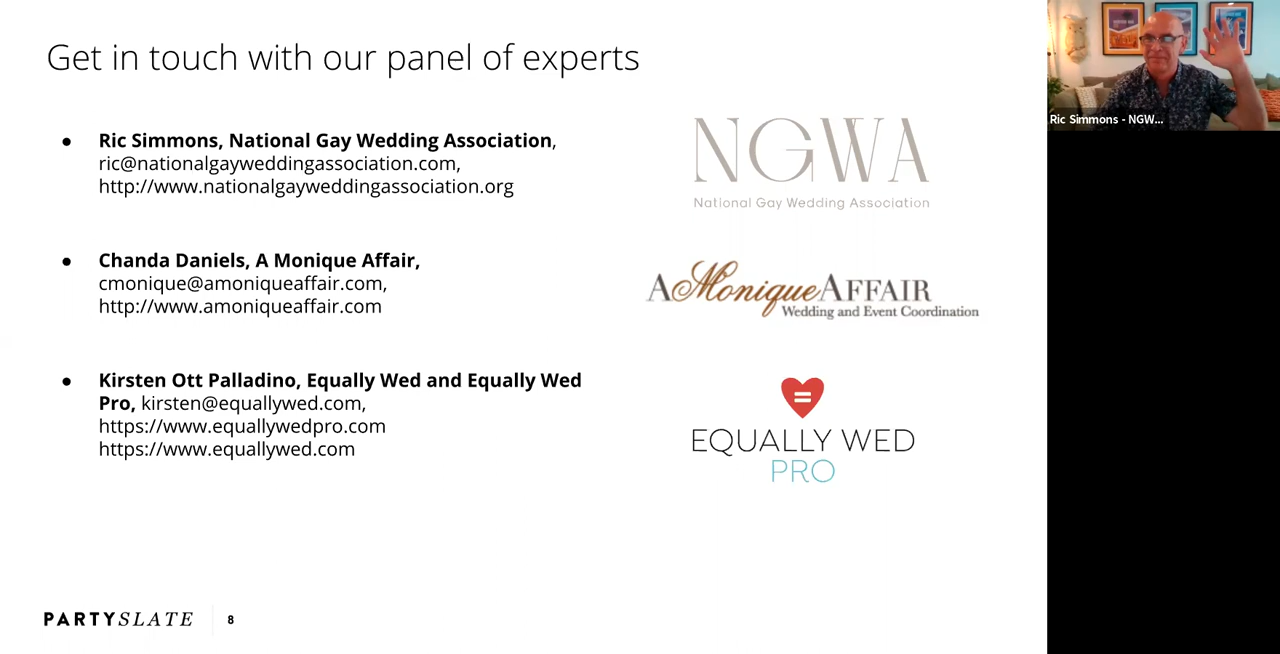 Get in touch with our panel of experts
● Ric Simmons, National Gay Wedding Association,
ric@nationalgayweddingassociation.com,
http://www.nationalgayweddingassociation.org
● Chanda Daniels, A Monique Affair,
cmonique@amoniqueaffair.com,
http://www.amoniqueaffair.com
● Kirsten Ott Palladino, Equally Wed and Equally Wed
Pro, kirsten@equallywed.com,
https://www.equallywedpro.com
https://www.equallywed.com
NGWA
National Gay Wedding Association
A Monique AFFAIR
Wedding and Event Coordination
=
EQUALLY WED
PRO
PARTYSLATE
8
Ric Simmons - NGW...